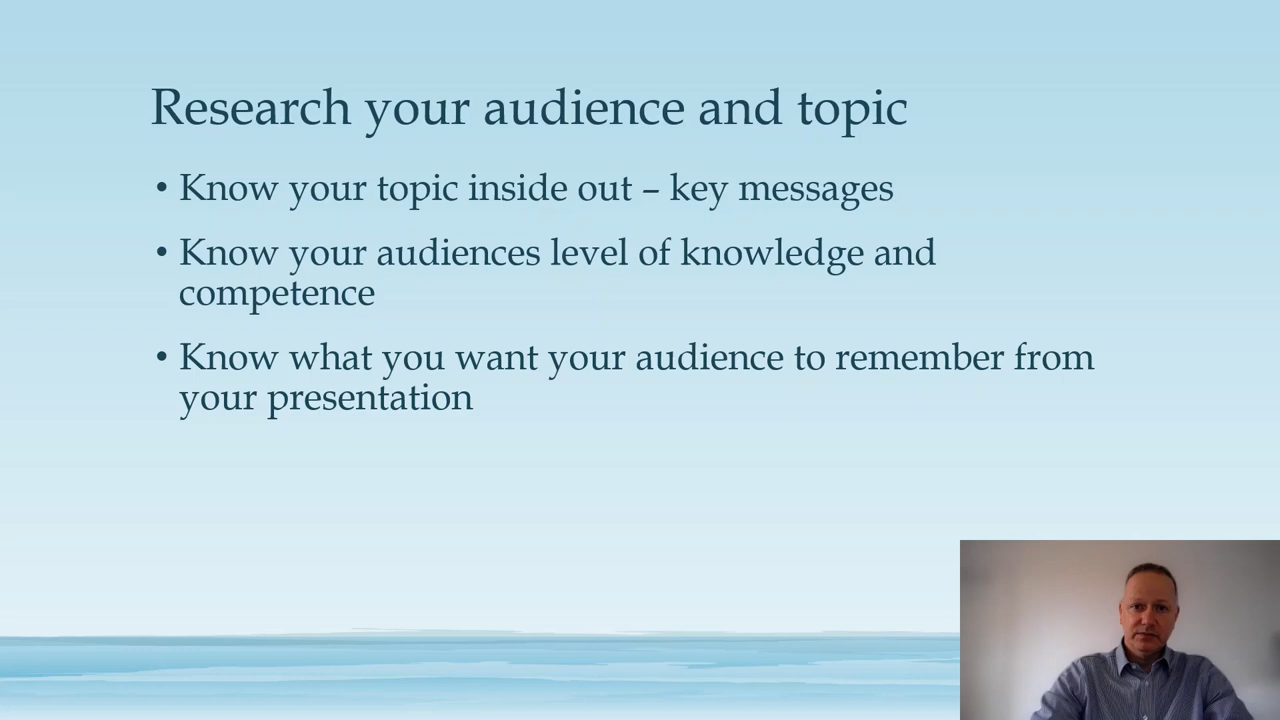 Research your audience and topic
• Know your topic inside out – key messages
• Know your audiences level of knowledge and
competence
• Know what you want your audience to remember from
your presentation